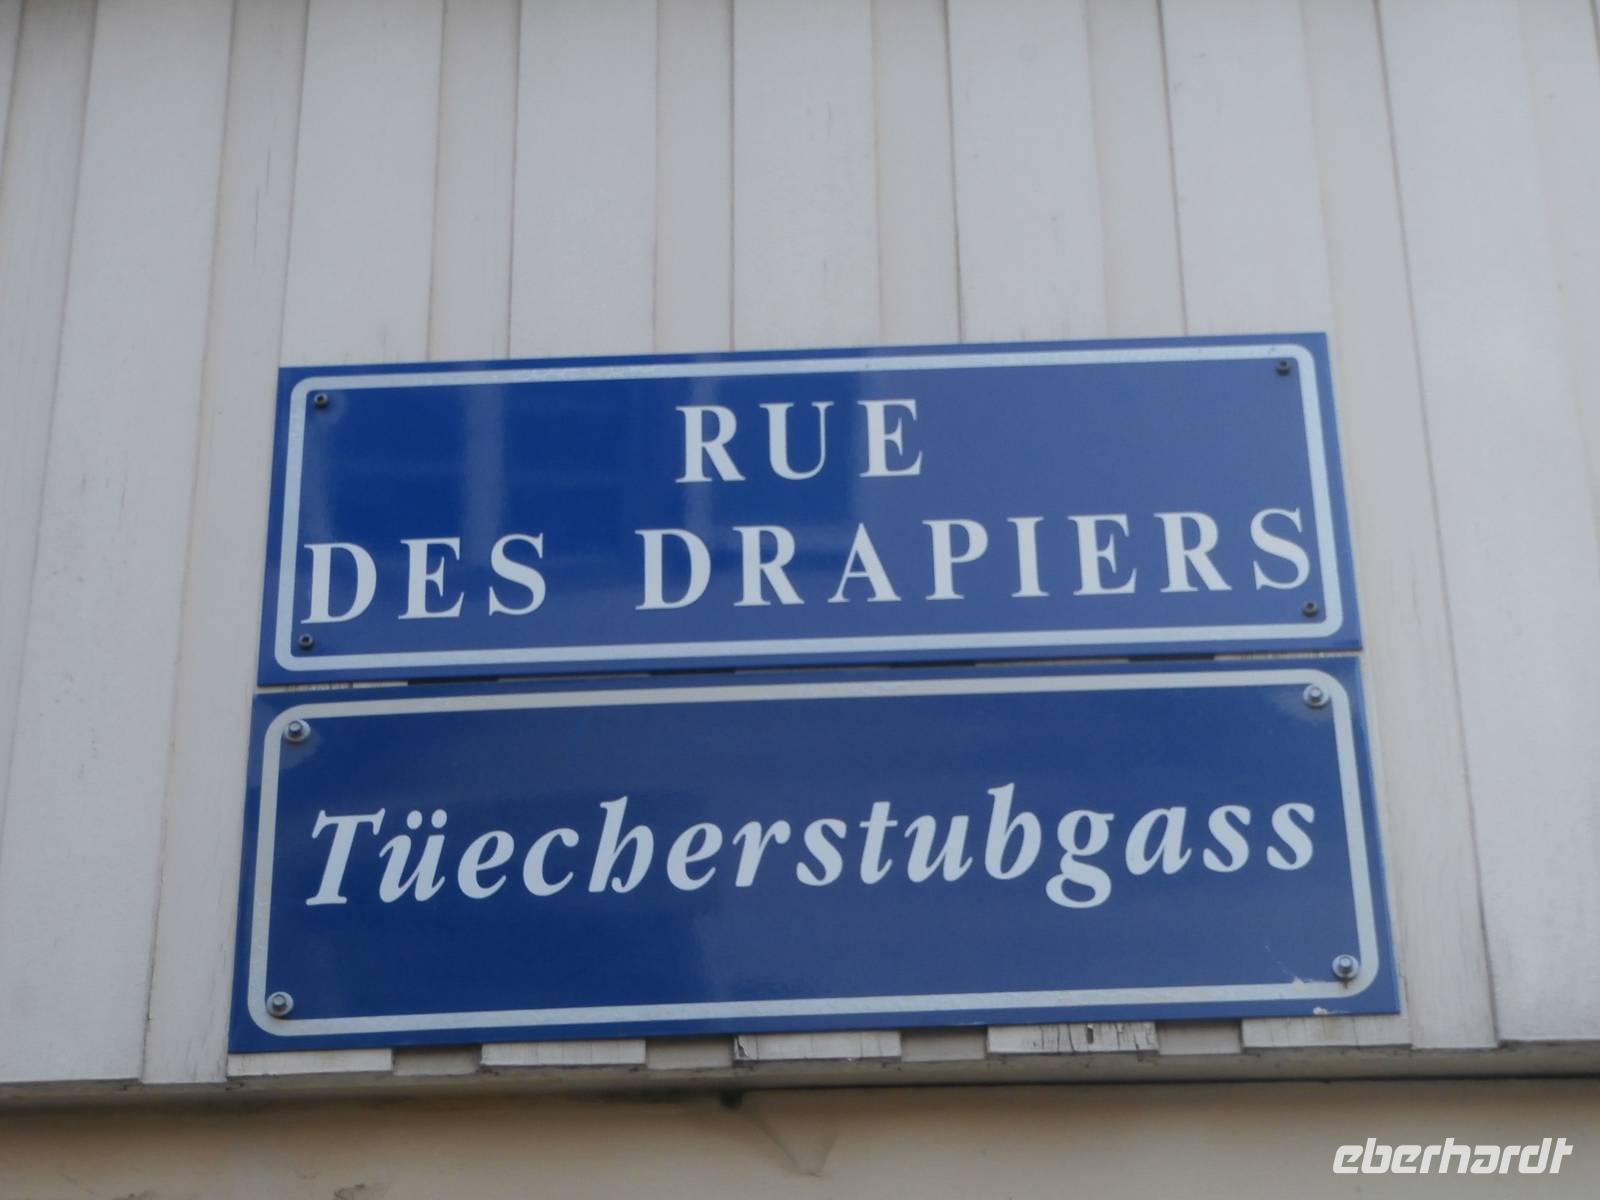 RUE
DES DRAPIERS
Tüecherstubgass
eberhardt